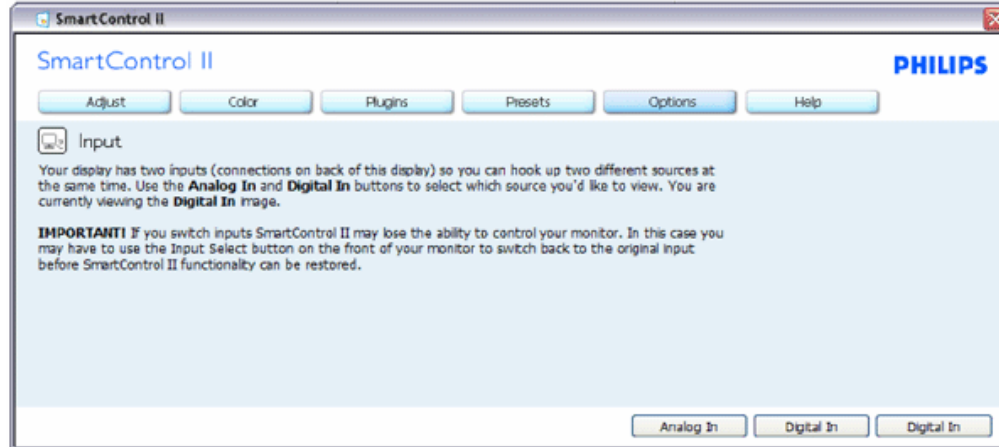 SmartControl II
SmartControl II
PHILIPS
Adjust Color Plugins Presets Options Help
Input
Your display has two inputs (connections on back of this display) so you can hook up two different sources at
the same time. Use the Analog In and Digital In buttons to select which source you'd like to view. You are
currently viewing the Digital In image.
IMPORTANT! If you switch inputs SmartControl II may lose the ability to control your monitor. In this case you
may have to use the Input Select button on the front of your monitor to switch back to the original input
before SmartControl II functionality can be restored.
Analog In Digital In Digital In